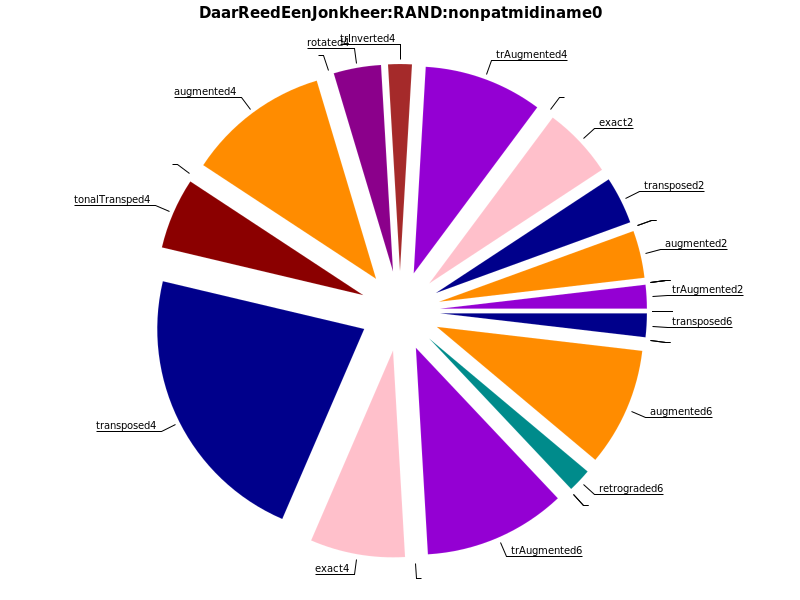 DaarReedEenJonkheer:RAND:nonpatmidiname0
trInverted4
rotated4
trAugmented4
augmented4
exact2
transposed2
tonalTransped4
augmented2
trAugmented2
transposed6
augmented6
transposed4
retrograded6
trAugmented6
exact4